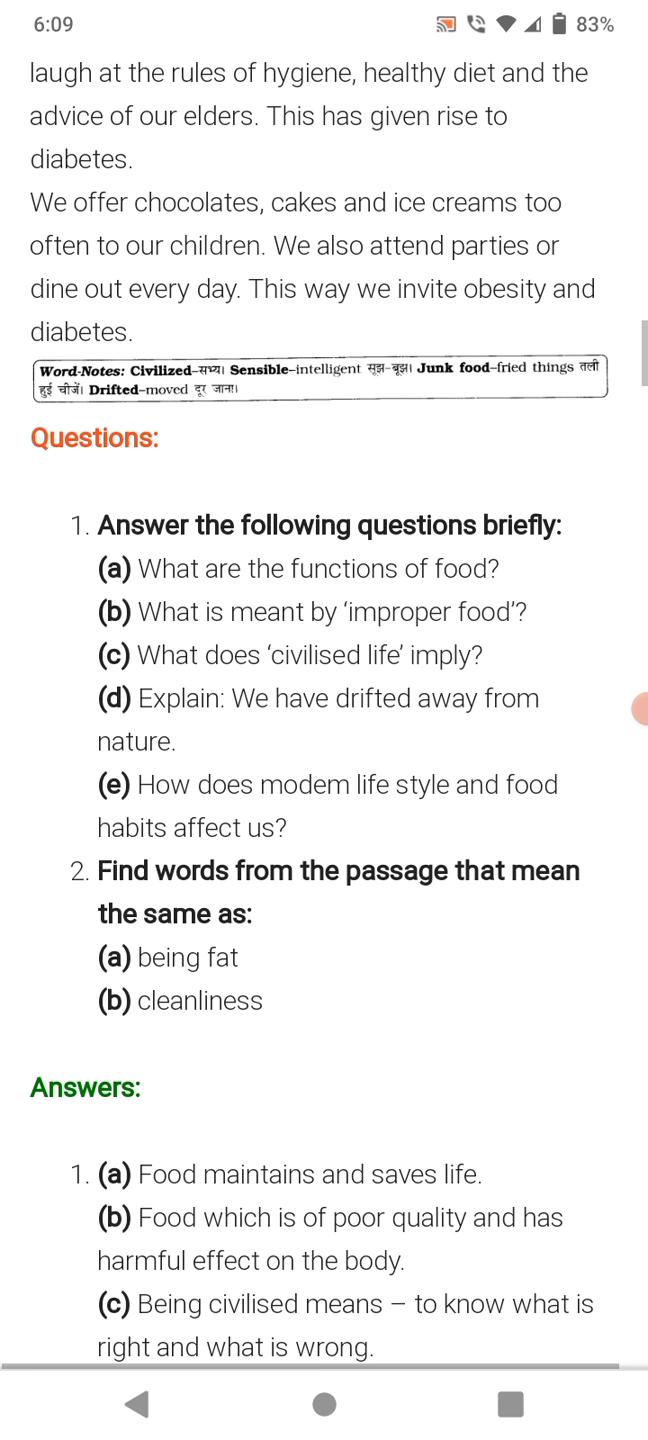 6:09
83%
laugh at the rules of hygiene, healthy diet and the
advice of our elders. This has given rise to
diabetes.
We offer chocolates, cakes and ice creams too
often to our children. We also attend parties or
dine out every day. This way we invite obesity and
diabetes.
Word-Notes: Civilized–सभ्य। Sensible–intelligent सूझ-बूझ। Junk food–fried things तली
हुई चीजें। Drifted–moved दूर जाना।
Questions:
1. Answer the following questions briefly:
(a) What are the functions of food?
(b) What is meant by ‘improper food’?
(c) What does ‘civilised life’ imply?
(d) Explain: We have drifted away from
nature.
(e) How does modem life style and food
habits affect us?
2. Find words from the passage that mean
the same as:
(a) being fat
(b) cleanliness
Answers:
1. (a) Food maintains and saves life.
(b) Food which is of poor quality and has
harmful effect on the body.
(c) Being civilised means – to know what is
right and what is wrong.